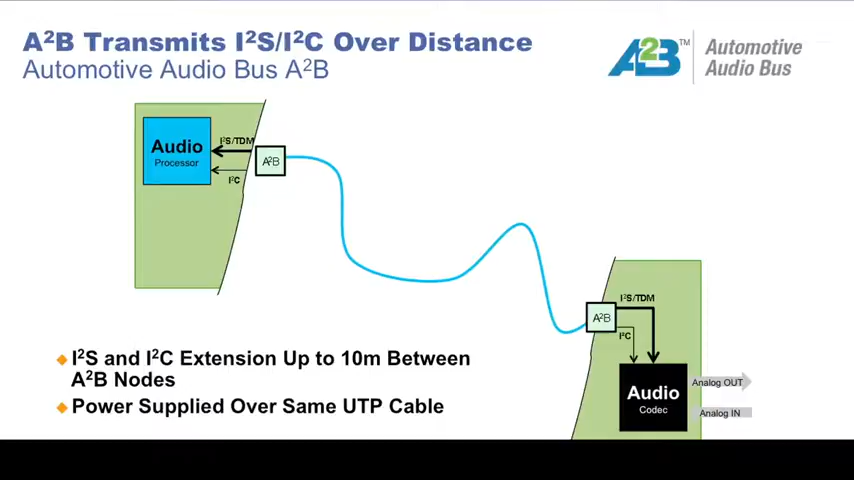 A²B Transmits I²S/I²C Over Distance
Automotive Audio Bus A²B
A2B™ Automotive
Audio Bus
Audio
Processor
I²S/TDM
I²C
A²B
A²B
I²S/TDM
I²C
I²S and I²C Extension Up to 10m Between
A²B Nodes
Power Supplied Over Same UTP Cable
Audio
Codec
Analog OUT
Analog IN